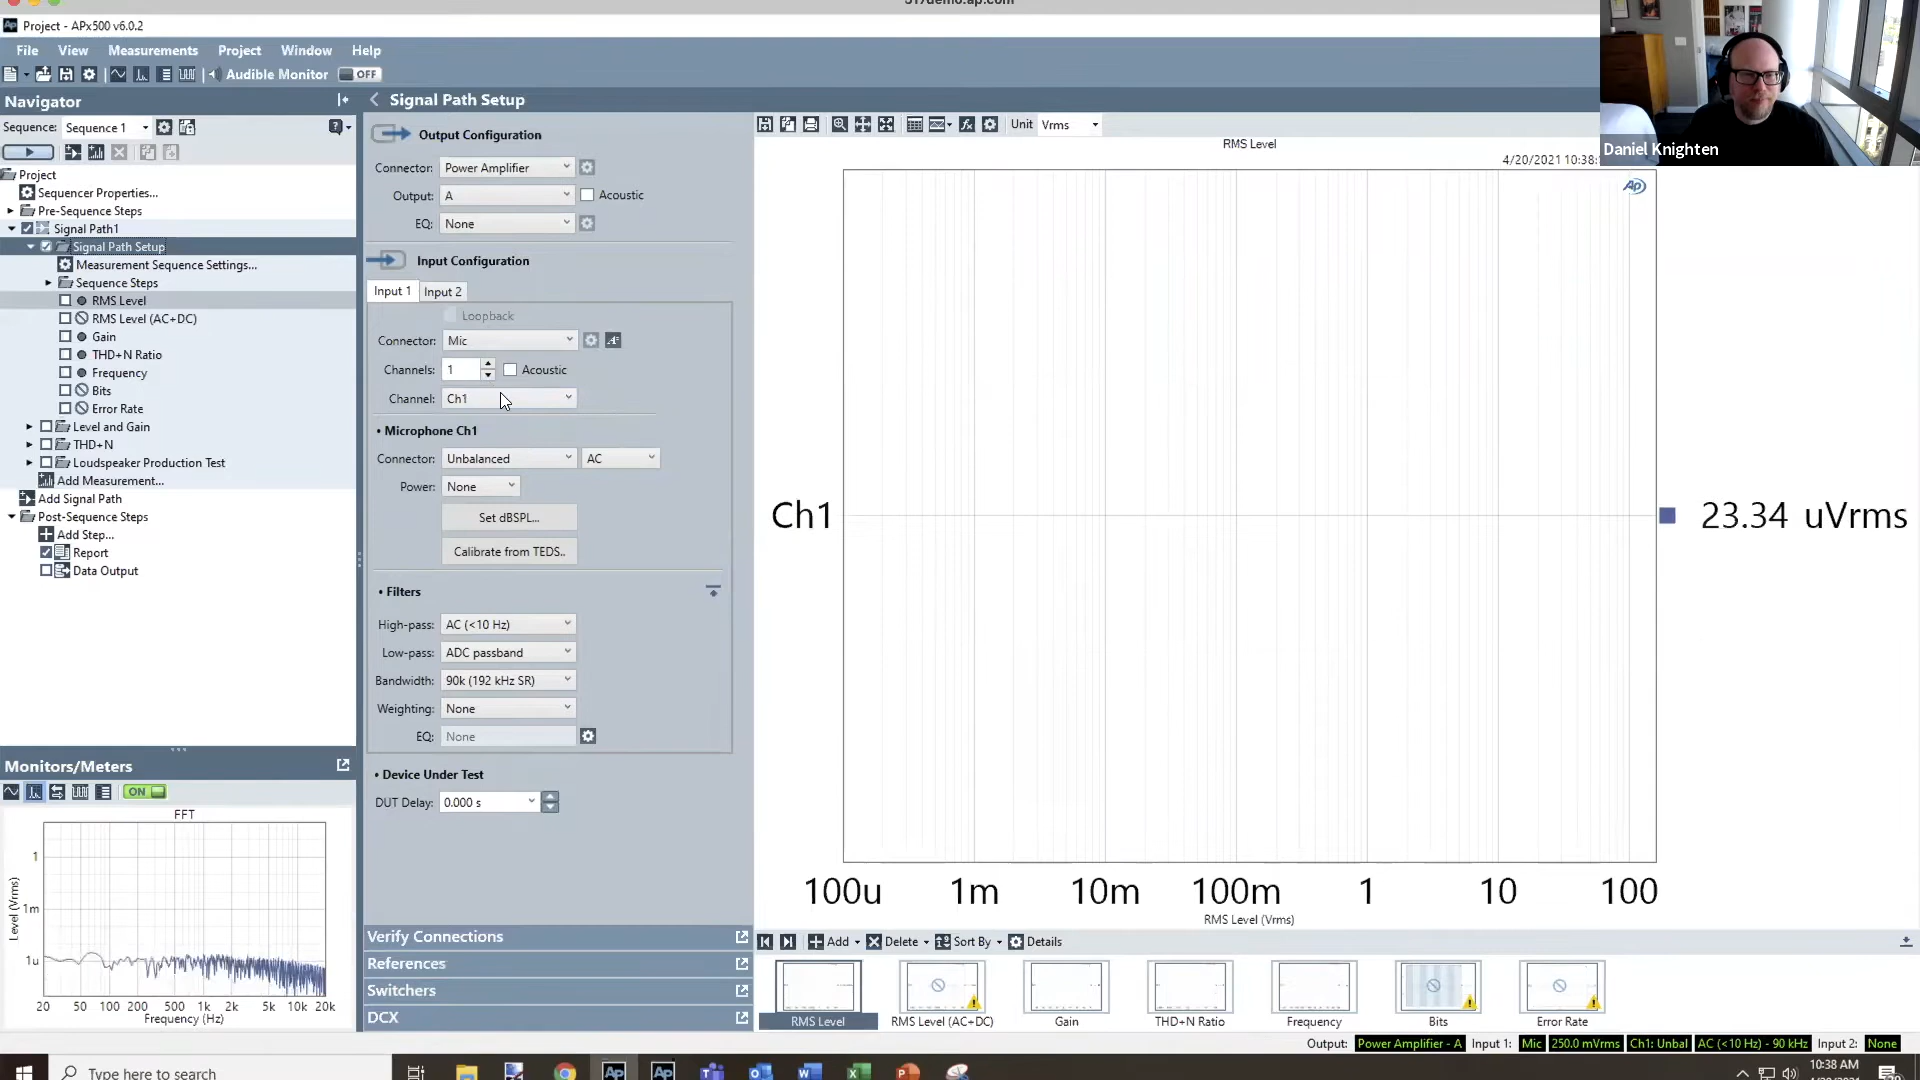 517demo.ap.com
Project - APx500 v6.0.2
File View Measurements Project Window Help
Audible Monitor OFF
Navigator
Sequence: Sequence 1
Project
Sequencer Properties...
Pre-Sequence Steps
Signal Path1
Signal Path Setup
Measurement Sequence Settings...
Sequence Steps
RMS Level
RMS Level (AC+DC)
Gain
THD+N Ratio
Frequency
Bits
Error Rate
Level and Gain
THD+N
Loudspeaker Production Test
Add Measurement...
Add Signal Path
Post-Sequence Steps
Add Step...
Report
Data Output
Monitors/Meters
ON
FFT
Level (Vrms)
1
1m
1u
20 50 100 200 500 1k 2k 5k 10k 20k
Frequency (Hz)
Signal Path Setup
Output Configuration
Connector: Power Amplifier
Output: A Acoustic
EQ: None
Input Configuration
Input 1 Input 2
Loopback
Connector: Mic
Channels: 1 Acoustic
Channel: Ch1
• Microphone Ch1
Connector: Unbalanced AC
Power: None
Set dBSPL...
Calibrate from TEDS..
• Filters
High-pass: AC (<10 Hz)
Low-pass: ADC passband
Bandwidth: 90k (192 kHz SR)
Weighting: None
EQ: None
• Device Under Test
DUT Delay: 0.000 s
Verify Connections
References
Switchers
DCX
Unit Vrms
RMS Level
4/20/2021 10:38:
Ap
Ch1
23.34 uVrms
100u 1m 10m 100m 1 10 100
RMS Level (Vrms)
Add Delete Sort By Details
RMS Level RMS Level (AC+DC) Gain THD+N Ratio Frequency Bits Error Rate
Output: Power Amplifier - A Input 1: Mic 250.0 mVrms Ch1: Unbal AC (<10 Hz) - 90 kHz Input 2: None
Daniel Knighten
Type here to search
10:38 AM